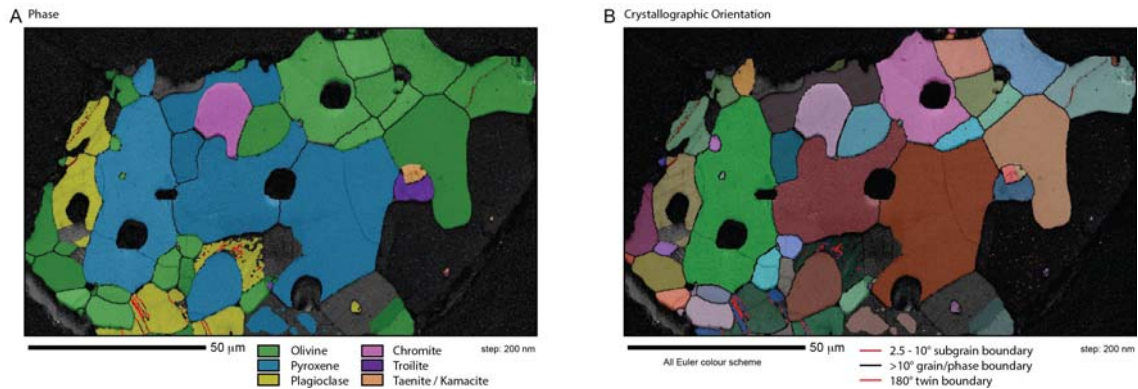 A Phase
50 µm
Olivine
Pyroxene
Plagioclase
Chromite
Troilite
Taenite / Kamacite
step: 200 nm
B Crystallographic Orientation
50 µm
All Euler colour scheme
2.5 - 10° subgrain boundary
>10° grain/phase boundary
180° twin boundary
step: 200 nm